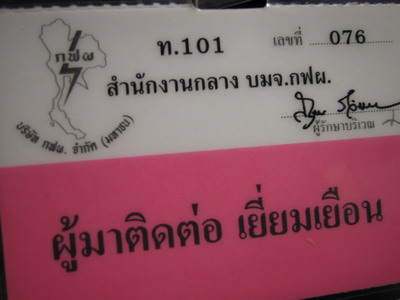 กฟผ
ท.101 เลขที่ 076
สำนักงานกลาง บมจ.กฟผ.
ผู้รักษาบริเวณ
บริษัท กฟผ. จำกัด (มหาชน)
ผู้มาติดต่อ เยี่ยมเยือน